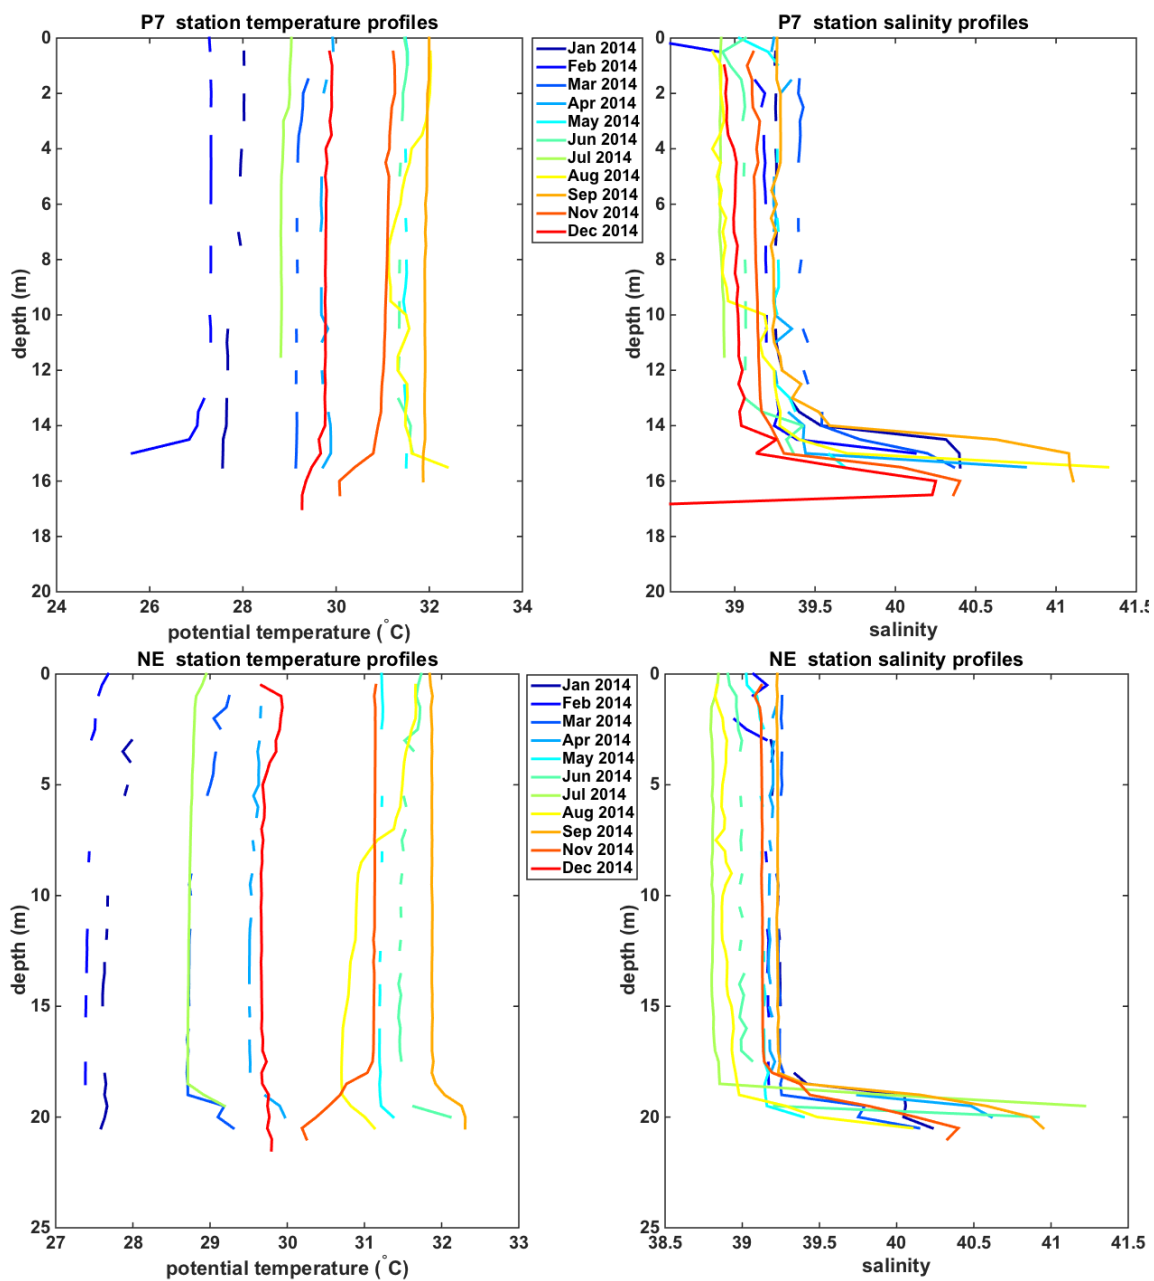 P7 station temperature profiles
0
2
4
6
8
10
12
14
16
18
20
24
26
28
30
32
34
depth (m)
potential temperature (°C)
Jan 2014
Feb 2014
Mar 2014
Apr 2014
May 2014
Jun 2014
Jul 2014
Aug 2014
Sep 2014
Nov 2014
Dec 2014
P7 station salinity profiles
0
2
4
6
8
10
12
14
16
18
20
39
39.5
40
40.5
41
41.5
depth (m)
salinity
NE station temperature profiles
0
5
10
15
20
25
27
28
29
30
31
32
33
depth (m)
potential temperature (°C)
Jan 2014
Feb 2014
Mar 2014
Apr 2014
May 2014
Jun 2014
Jul 2014
Aug 2014
Sep 2014
Nov 2014
Dec 2014
NE station salinity profiles
0
5
10
15
20
25
38.5
39
39.5
40
40.5
41
41.5
depth (m)
salinity